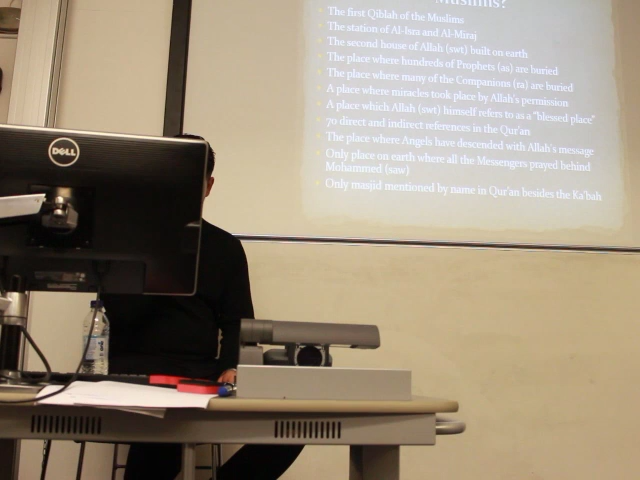 Muslims?
The first Qiblah of the Muslims
The station of Al-Isra and Al-Miraj
The second house of Allah (swt) built on earth
The place where hundreds of Prophets (as) are buried
The place where many of the Companions (ra) are buried
A place where miracles took place by Allah's permission
A place which Allah (swt) himself refers to as a "blessed place"
70 direct and indirect references in the Qur'an
The place where Angels have descended with Allah's message
Only place on earth where all the Messengers prayed behind
Mohammed (saw)
Only masjid mentioned by name in Qur'an besides the Ka'bah
DELL